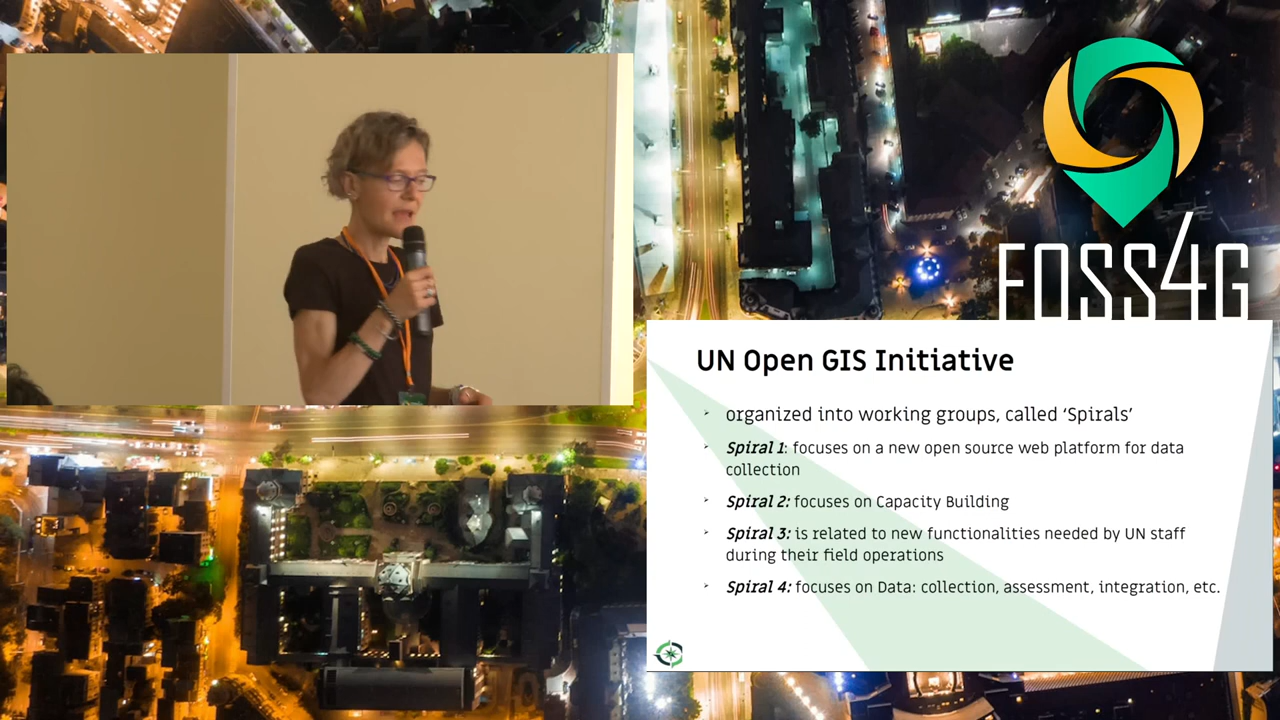 FOSS4G
UN Open GIS Initiative
organized into working groups, called ‘Spirals’
Spiral 1: focuses on a new open source web platform for data
collection
Spiral 2: focuses on Capacity Building
Spiral 3: is related to new functionalities needed by UN staff
during their field operations
Spiral 4: focuses on Data: collection, assessment, integration, etc.